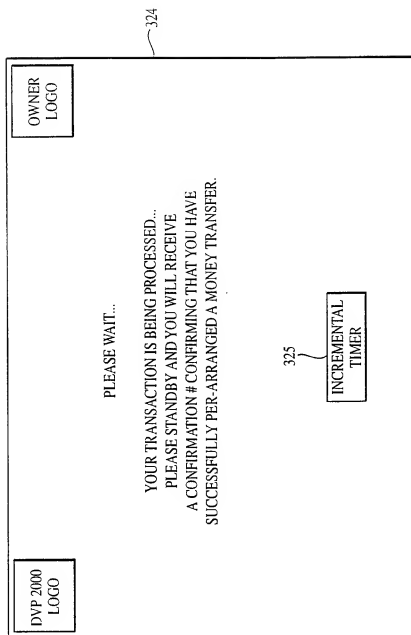 DVP 2000
LOGO
OWNER
LOGO
324
PLEASE WAIT...
YOUR TRANSACTION IS BEING PROCESSED...
PLEASE STANDBY AND YOU WILL RECEIVE
A CONFIRMATION # CONFIRMING THAT YOU HAVE
SUCCESSFULLY PER-ARRANGED A MONEY TRANSFER.
325
INCREMENTAL
TIMER